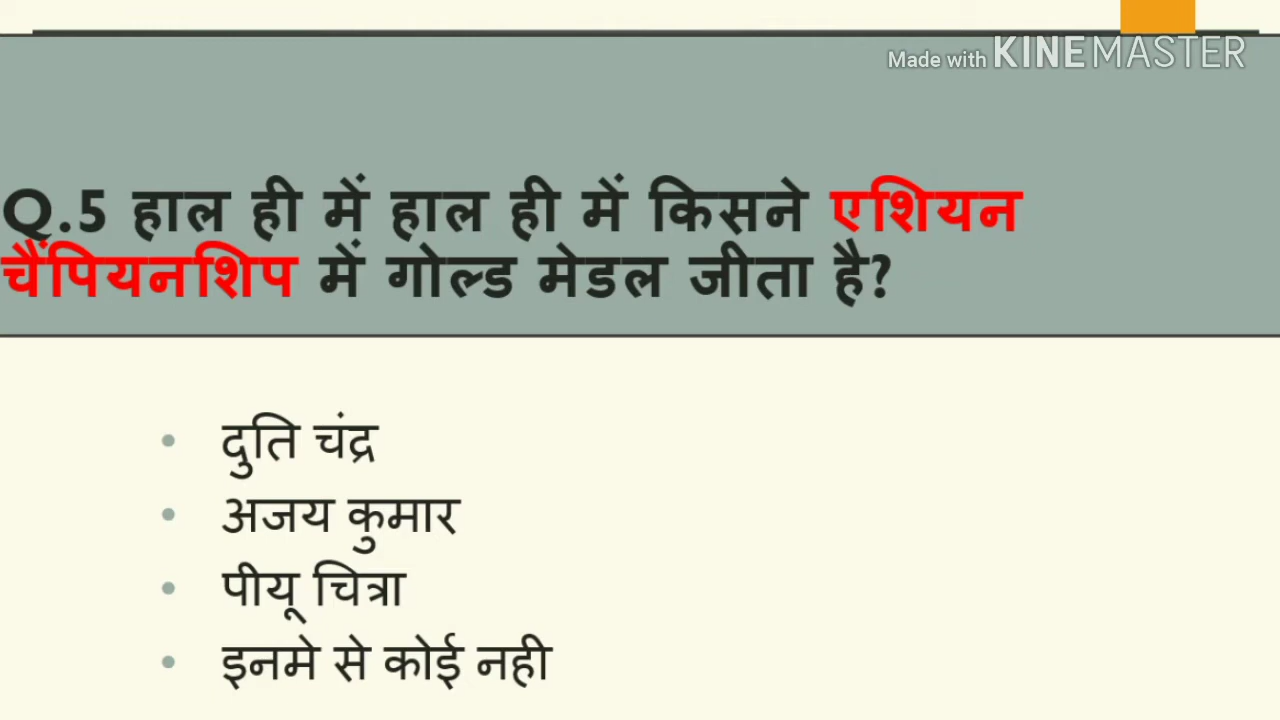 Made with KINEMASTER
Q.5 हाल ही में हाल ही में किसने एशियन
चैंपियनशिप में गोल्ड मेडल जीता है?
• दुति चंद्र
• अजय कुमार
• पीयू चित्रा
• इनमे से कोई नही